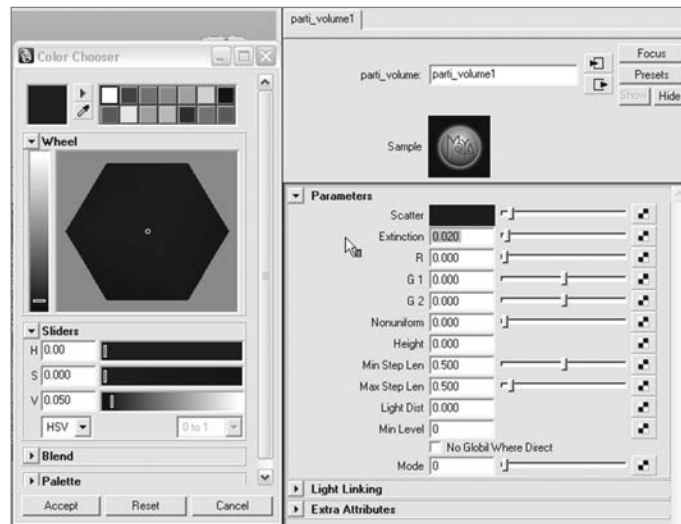 Color Chooser
Wheel
Sliders
H 0.00
S 0.000
V 0.050
HSV 0 to 1
Blend
Palette
Accept Reset Cancel
parti_volume1
Focus
parti_volume: parti_volume1
Presets
Show Hide
Sample
MAYA
Parameters
Scatter
Extinction 0.020
R 0.000
G 1 0.000
G 2 0.000
Nonuniform 0.000
Height 0.000
Min Step Len 0.500
Max Step Len 0.500
Light Dist 0.000
Min Level 0
No Globil Where Direct
Mode 0
Light Linking
Extra Attributes